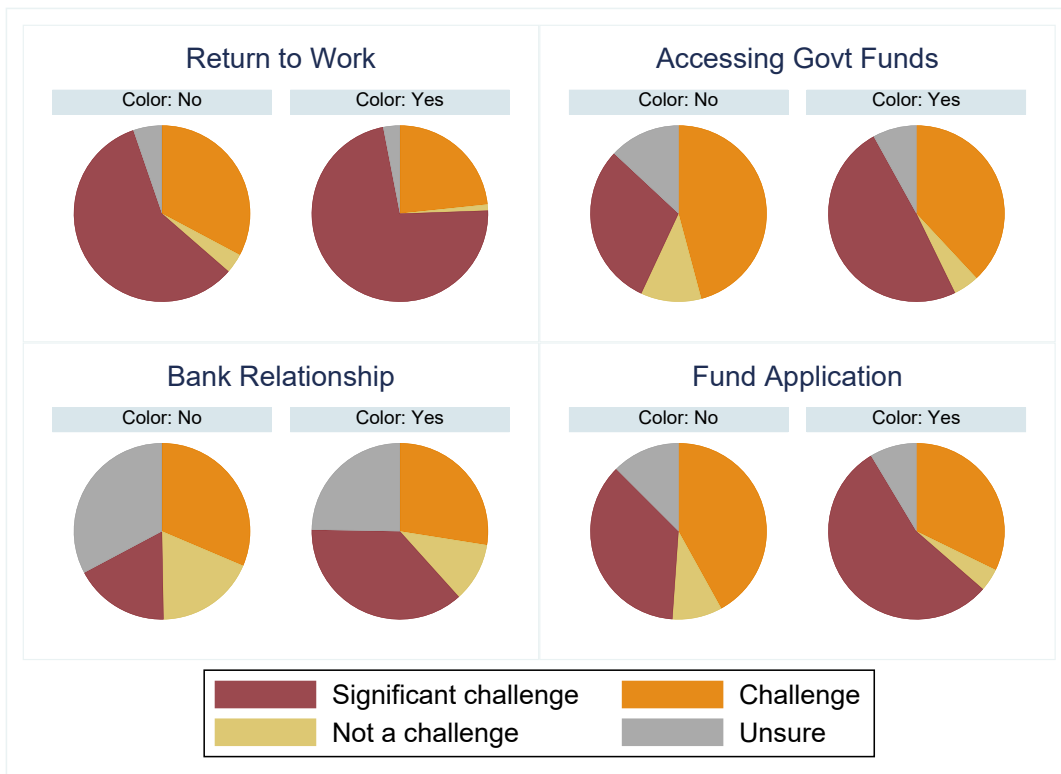 Return to Work
Color: No
Color: Yes
Accessing Govt Funds
Color: No
Color: Yes
Bank Relationship
Color: No
Color: Yes
Fund Application
Color: No
Color: Yes
Significant challenge
Challenge
Not a challenge
Unsure